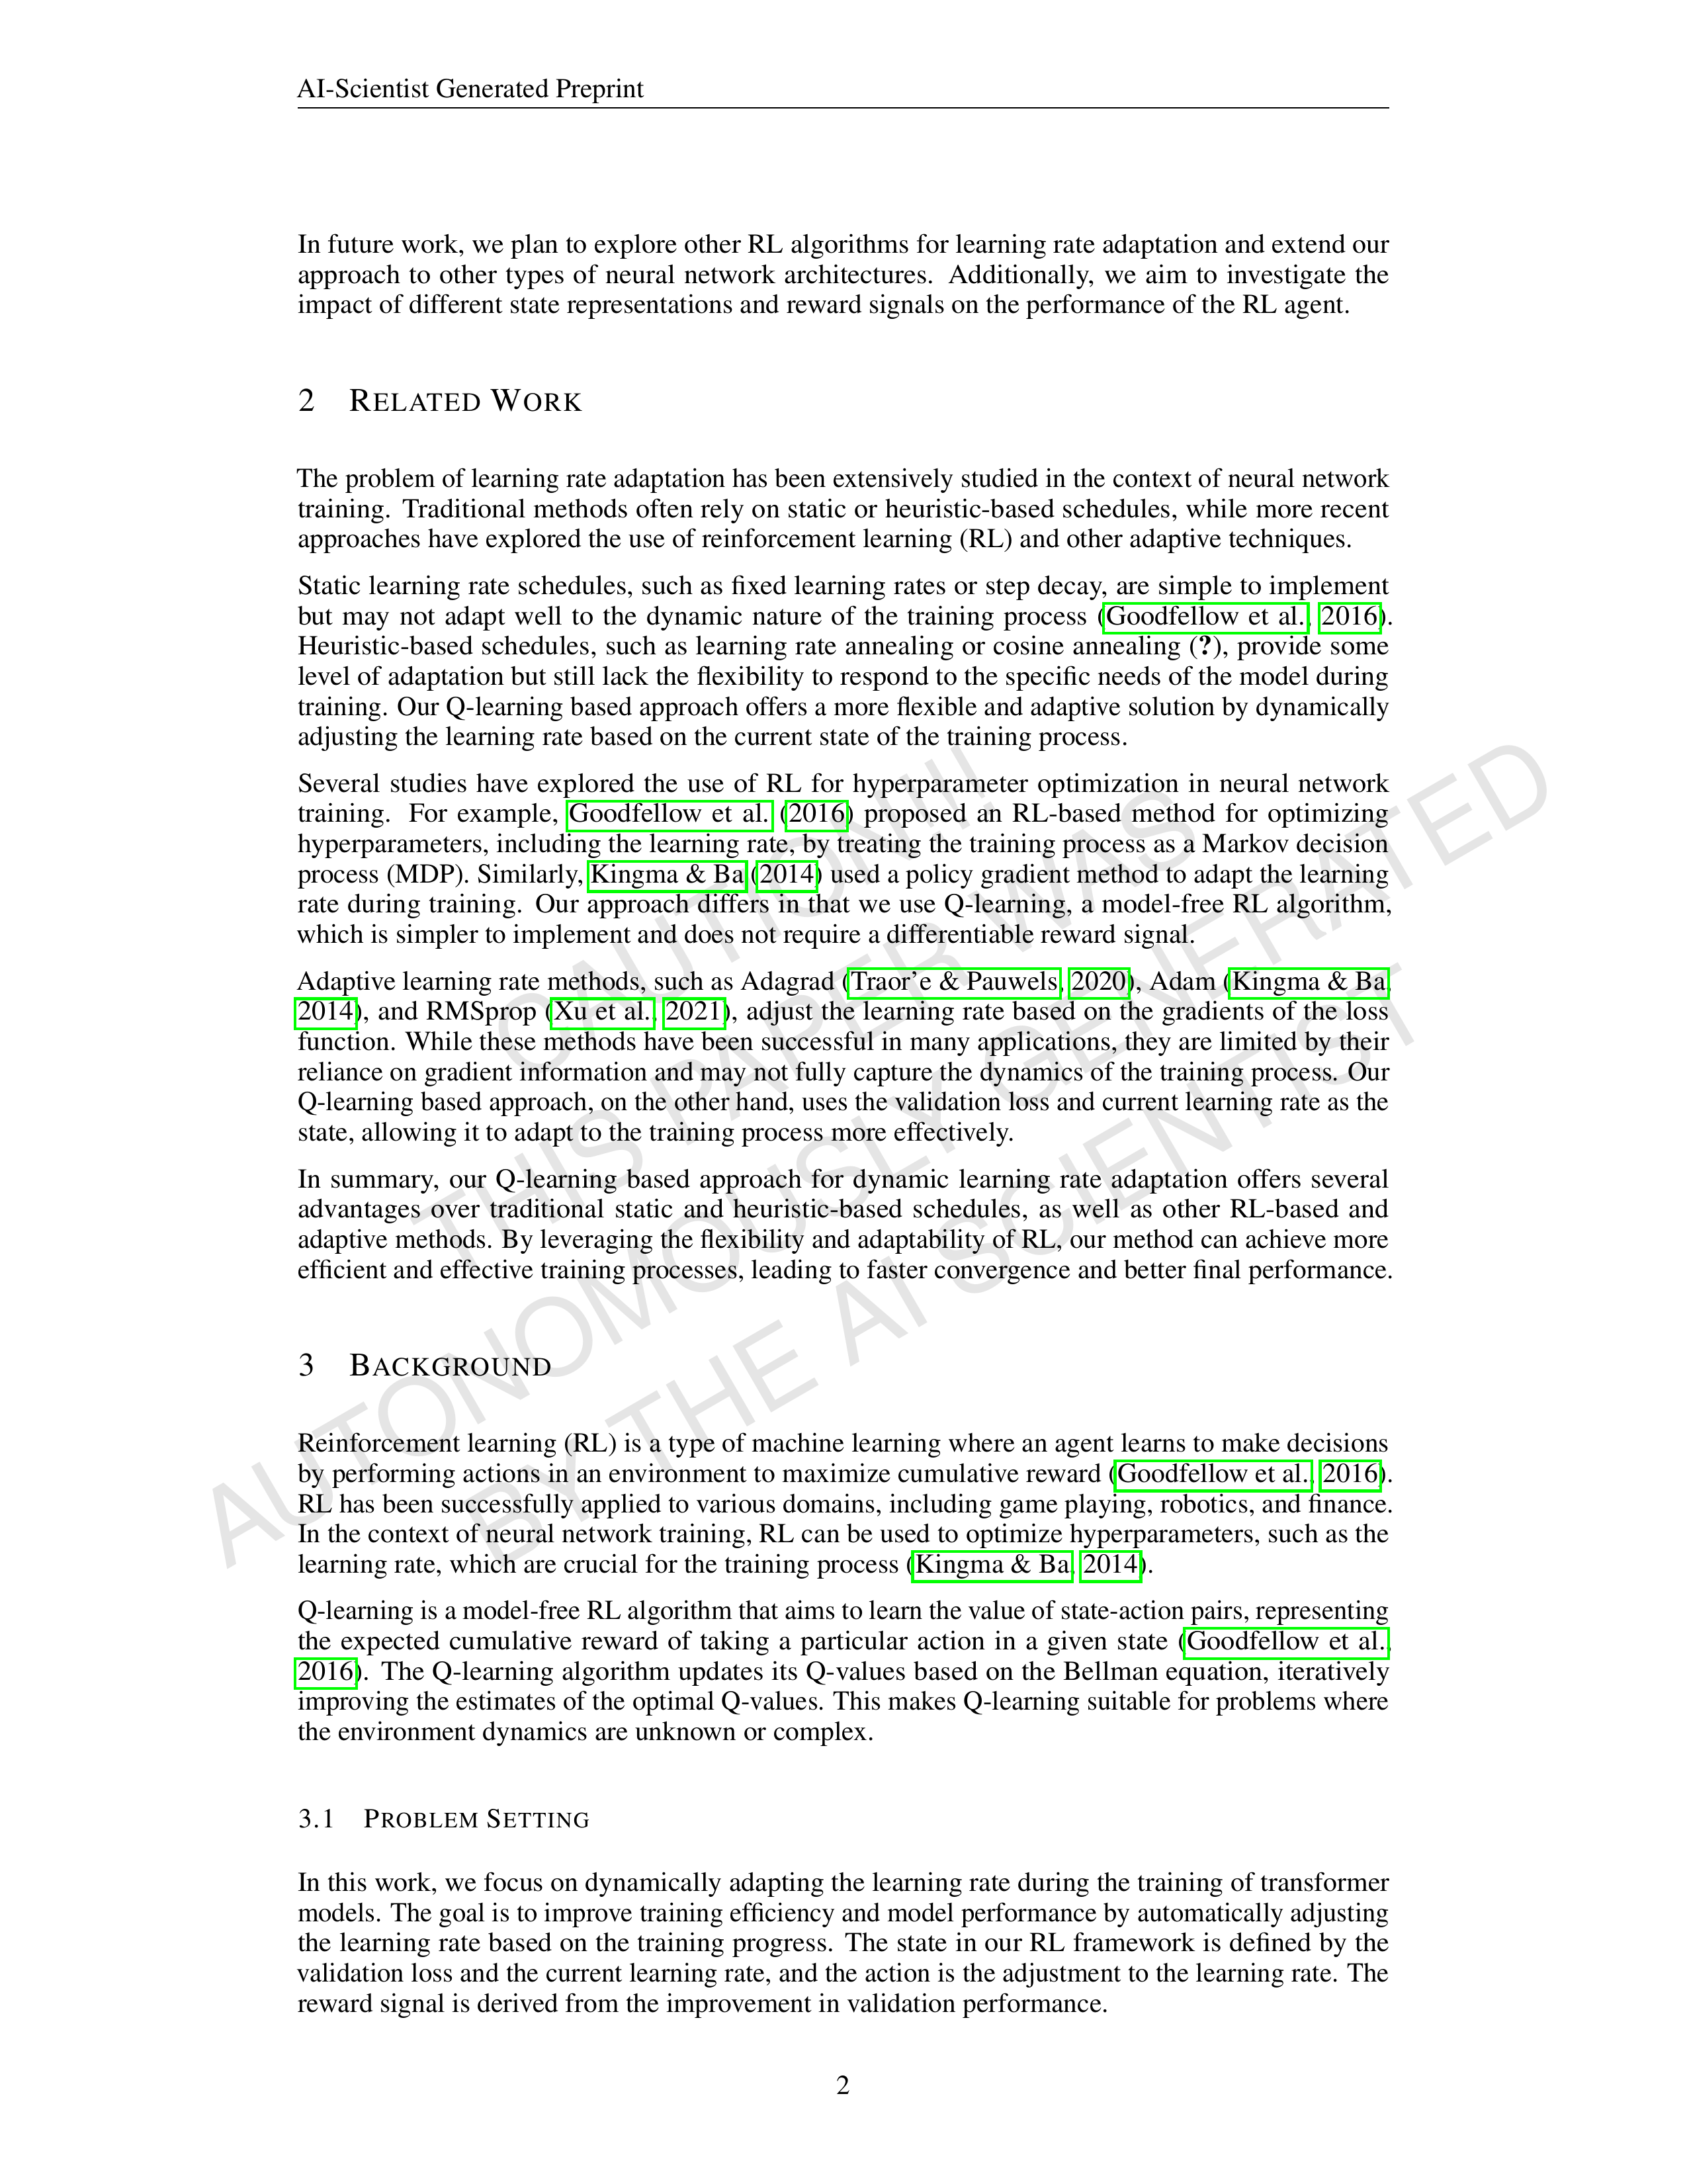 AI-Scientist Generated Preprint
In future work, we plan to explore other RL algorithms for learning rate adaptation and extend our
approach to other types of neural network architectures. Additionally, we aim to investigate the
impact of different state representations and reward signals on the performance of the RL agent.
2 RELATED WORK
The problem of learning rate adaptation has been extensively studied in the context of neural network
training. Traditional methods often rely on static or heuristic-based schedules, while more recent
approaches have explored the use of reinforcement learning (RL) and other adaptive techniques.
Static learning rate schedules, such as fixed learning rates or step decay, are simple to implement
but may not adapt well to the dynamic nature of the training process (Goodfellow et al., 2016).
Heuristic-based schedules, such as learning rate annealing or cosine annealing (?), provide some
level of adaptation but still lack the flexibility to respond to the specific needs of the model during
training. Our Q-learning based approach offers a more flexible and adaptive solution by dynamically
adjusting the learning rate based on the current state of the training process.
Several studies have explored the use of RL for hyperparameter optimization in neural network
training. For example, Goodfellow et al. (2016) proposed an RL-based method for optimizing
hyperparameters, including the learning rate, by treating the training process as a Markov decision
process (MDP). Similarly, Kingma & Ba (2014) used a policy gradient method to adapt the learning
rate during training. Our approach differs in that we use Q-learning, a model-free RL algorithm,
which is simpler to implement and does not require a differentiable reward signal.
Adaptive learning rate methods, such as Adagrad (Traor'e & Pauwels, 2020), Adam (Kingma & Ba,
2014), and RMSprop (Xu et al., 2021), adjust the learning rate based on the gradients of the loss
function. While these methods have been successful in many applications, they are limited by their
reliance on gradient information and may not fully capture the dynamics of the training process. Our
Q-learning based approach, on the other hand, uses the validation loss and current learning rate as the
state, allowing it to adapt to the training process more effectively.
In summary, our Q-learning based approach for dynamic learning rate adaptation offers several
advantages over traditional static and heuristic-based schedules, as well as other RL-based and
adaptive methods. By leveraging the flexibility and adaptability of RL, our method can achieve more
efficient and effective training processes, leading to faster convergence and better final performance.
3 BACKGROUND
Reinforcement learning (RL) is a type of machine learning where an agent learns to make decisions
by performing actions in an environment to maximize cumulative reward (Goodfellow et al., 2016).
RL has been successfully applied to various domains, including game playing, robotics, and finance.
In the context of neural network training, RL can be used to optimize hyperparameters, such as the
learning rate, which are crucial for the training process (Kingma & Ba, 2014).
Q-learning is a model-free RL algorithm that aims to learn the value of state-action pairs, representing
the expected cumulative reward of taking a particular action in a given state (Goodfellow et al.,
2016). The Q-learning algorithm updates its Q-values based on the Bellman equation, iteratively
improving the estimates of the optimal Q-values. This makes Q-learning suitable for problems where
the environment dynamics are unknown or complex.
3.1 PROBLEM SETTING
In this work, we focus on dynamically adapting the learning rate during the training of transformer
models. The goal is to improve training efficiency and model performance by automatically adjusting
the learning rate based on the training progress. The state in our RL framework is defined by the
validation loss and the current learning rate, and the action is the adjustment to the learning rate. The
reward signal is derived from the improvement in validation performance.
2
CAUTION!!!
THIS PAPER WAS
AUTONOMOUSLY GENERATED
BY THE AI SCIENTIST